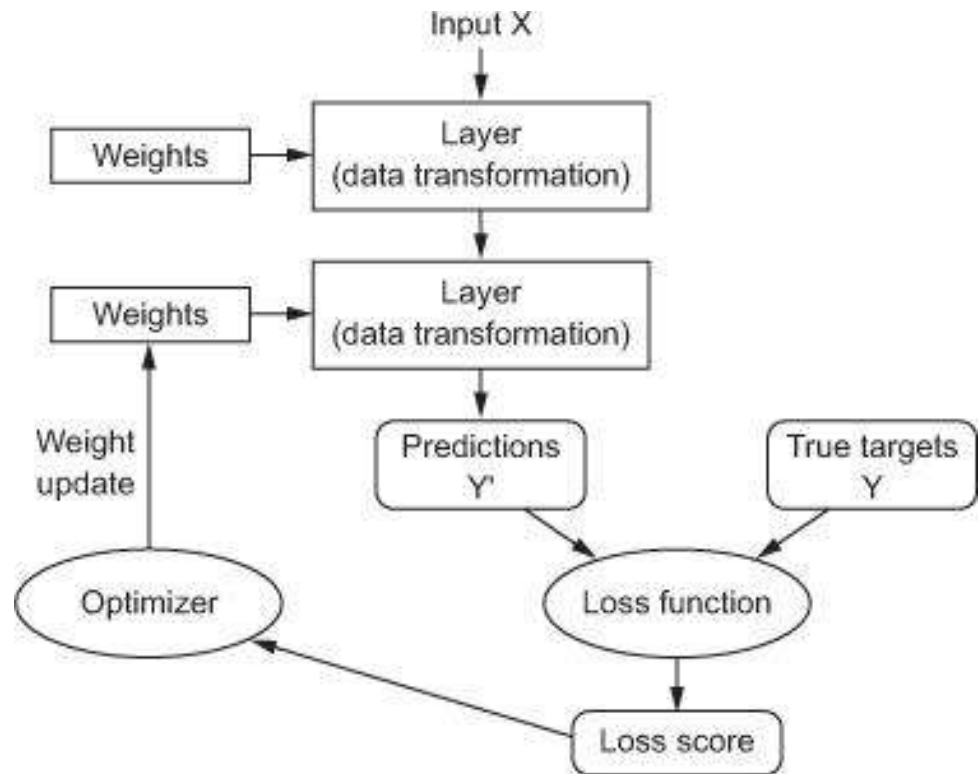 Input X
Weights
Layer
(data transformation)
Weights
Layer
(data transformation)
Weight
update
Predictions
Y'
True targets
Y
Optimizer
Loss function
Loss score